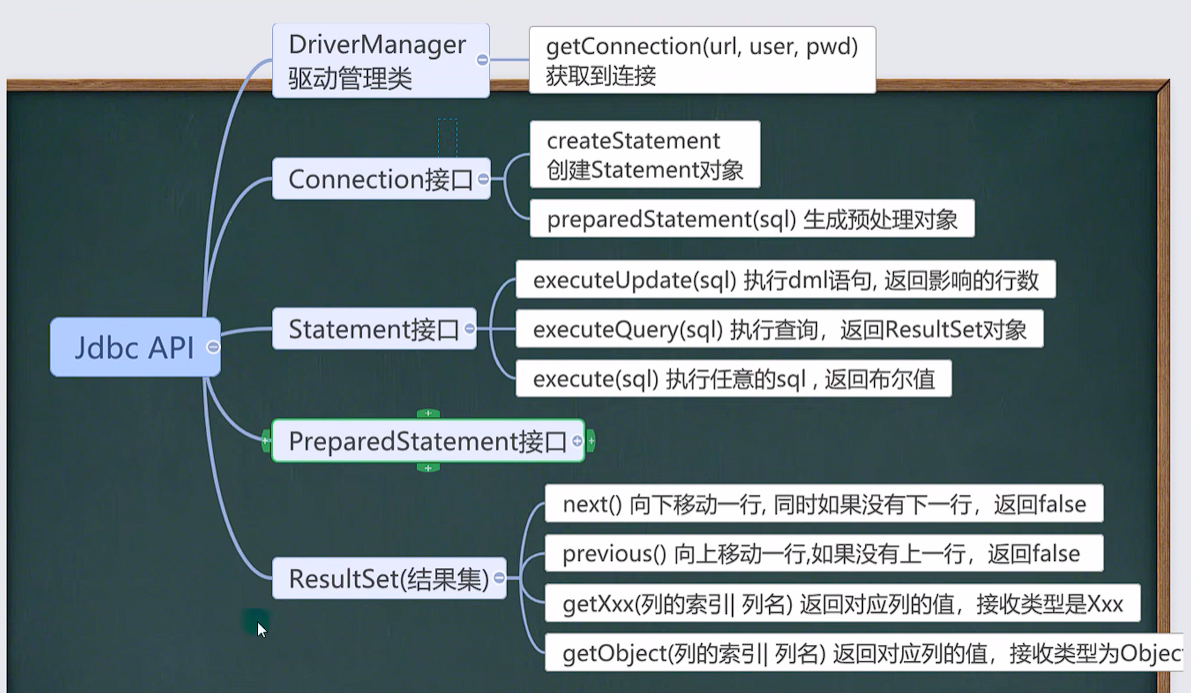 DriverManager
驱动管理类
getConnection(url, user, pwd)
获取到连接
Connection接口
createStatement
创建Statement对象
preparedStatement(sql) 生成预处理对象
Jdbc API
Statement接口
executeUpdate(sql) 执行dml语句, 返回影响的行数
executeQuery(sql) 执行查询，返回ResultSet对象
execute(sql) 执行任意的sql , 返回布尔值
PreparedStatement接口
ResultSet(结果集)
next() 向下移动一行, 同时如果没有下一行，返回false
previous() 向上移动一行,如果没有上一行，返回false
getXxx(列的索引| 列名) 返回对应列的值，接收类型是Xxx
getObject(列的索引| 列名) 返回对应列的值，接收类型为Objec